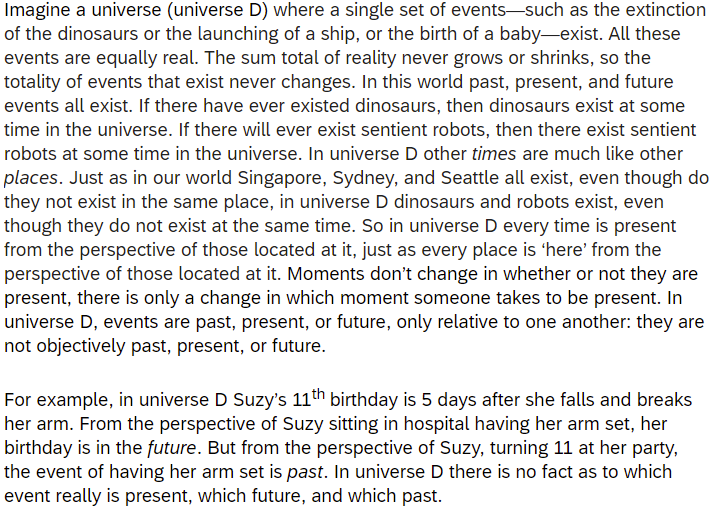 Imagine a universe (universe D) where a single set of events—such as the extinction
of the dinosaurs or the launching of a ship, or the birth of a baby—exist. All these
events are equally real. The sum total of reality never grows or shrinks, so the
totality of events that exist never changes. In this world past, present, and future
events all exist. If there have ever existed dinosaurs, then dinosaurs exist at some
time in the universe. If there will ever exist sentient robots, then there exist sentient
robots at some time in the universe. In universe D other times are much like other
places. Just as in our world Singapore, Sydney, and Seattle all exist, even though do
they not exist in the same place, in universe D dinosaurs and robots exist, even
though they do not exist at the same time. So in universe D every time is present
from the perspective of those located at it, just as every place is ‘here’ from the
perspective of those located at it. Moments don’t change in whether or not they are
present, there is only a change in which moment someone takes to be present. In
universe D, events are past, present, or future, only relative to one another: they are
not objectively past, present, or future.
For example, in universe D Suzy’s 11th birthday is 5 days after she falls and breaks
her arm. From the perspective of Suzy sitting in hospital having her arm set, her
birthday is in the future. But from the perspective of Suzy, turning 11 at her party,
the event of having her arm set is past. In universe D there is no fact as to which
event really is present, which future, and which past.